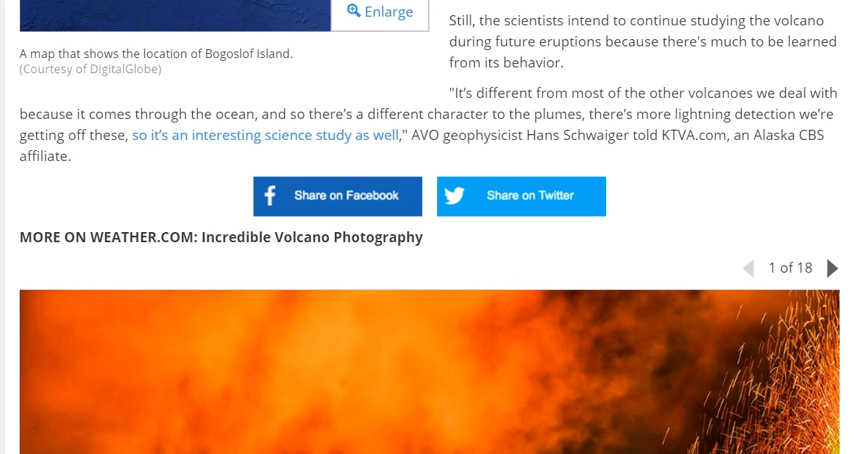 Enlarge
A map that shows the location of Bogoslof Island.
(Courtesy of DigitalGlobe)
Still, the scientists intend to continue studying the volcano
during future eruptions because there's much to be learned
from its behavior.
"It’s different from most of the other volcanoes we deal with
because it comes through the ocean, and so there’s a different character to the plumes, there’s more lightning detection we’re
getting off these, so it’s an interesting science study as well," AVO geophysicist Hans Schwaiger told KTVA.com, an Alaska CBS
affiliate.
Share on Facebook
Share on Twitter
MORE ON WEATHER.COM: Incredible Volcano Photography
1 of 18